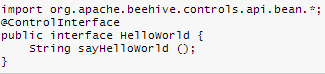 import org.apache.beehive.controls.api.bean.*;
@ControlInterface
public interface HelloWorld {
    String sayHelloWorld ();
}